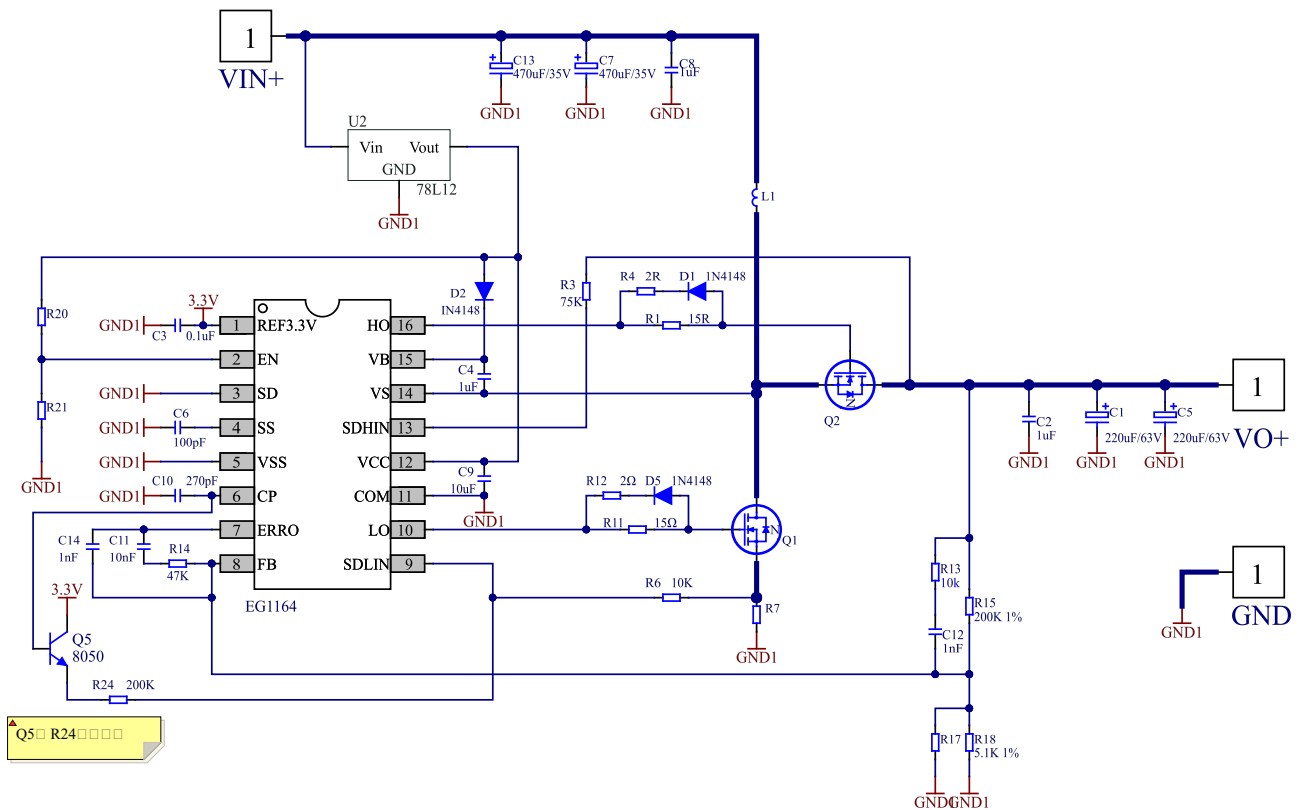 1
VIN+
C13
470uF/35V
GND1
C7
470uF/35V
GND1
C8
1uF
GND1
U2
Vin Vout
GND
78L12
GND1
L1
R20
R21
GND1
3.3V
GND1
C3 0.1uF
GND1
GND1
C6
100pF
GND1
GND1
C10 270pF
1 REF3.3V
2 EN
3 SD
4 SS
5 VSS
6 CP
7 ERRO
8 FB
HO 16
VB 15
VS 14
SDHIN 13
VCC 12
COM 11
LO 10
SDLIN 9
EG1164
D2
IN4148
C4
1uF
C9
10uF
GND1
R3
75K
R4 2R D1 1N4148
R1 15R
Q2
N
R12 2Ω D5 1N4148
R11 15Ω
N
Q1
R6 10K
R7
GND1
C14
1nF
C11
10nF
R14
47K
3.3V
Q5
8050
R24 200K
C2
1uF
GND1
C1
220uF/63V
GND1
C5
220uF/63V
GND1
1
VO+
1
GND
GND1
R13
10k
C12
1nF
R15
200K 1%
R17
R18
5.1K 1%
GND1
GND1
Q5□ R24□□□□